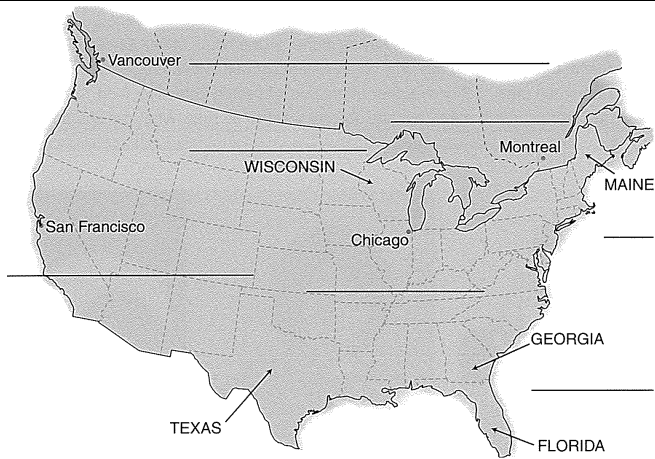 Vancouver
Montreal
WISCONSIN
MAINE
San Francisco
Chicago
GEORGIA
TEXAS
FLORIDA